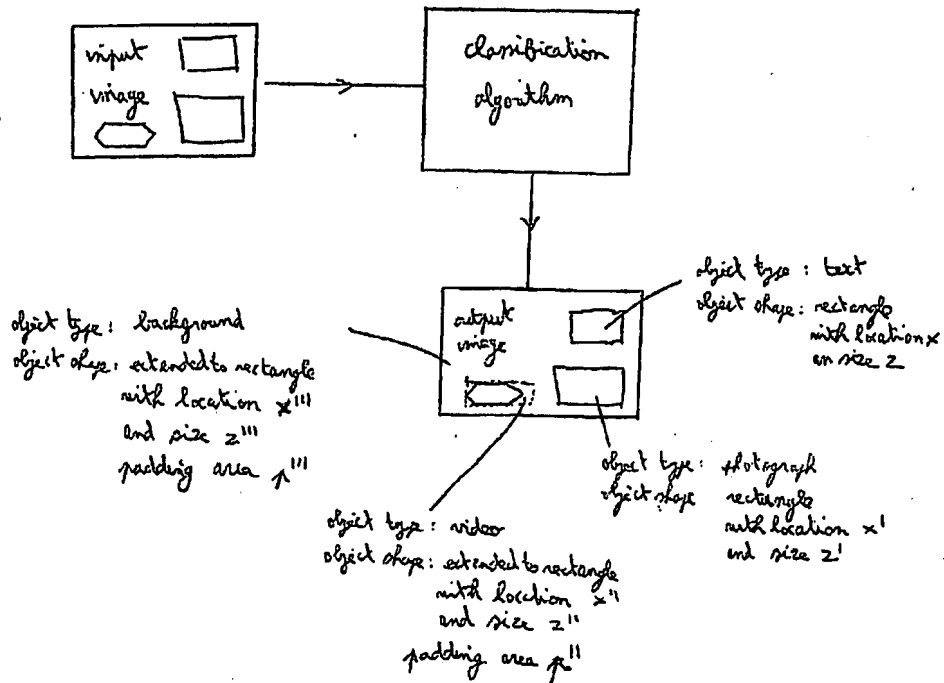 input
image
classification
algorithm
output
image
object type : text
object shape : rectangle
with location x
an size z
object type : background
object shape : extended to rectangle
with location x'''
and size z'''
padding area p'''
object type : photograph
object shape rectangle
with location x'
and size z'
object type : video
object shape : extended to rectangle
with location x''
and size z''
padding area p''